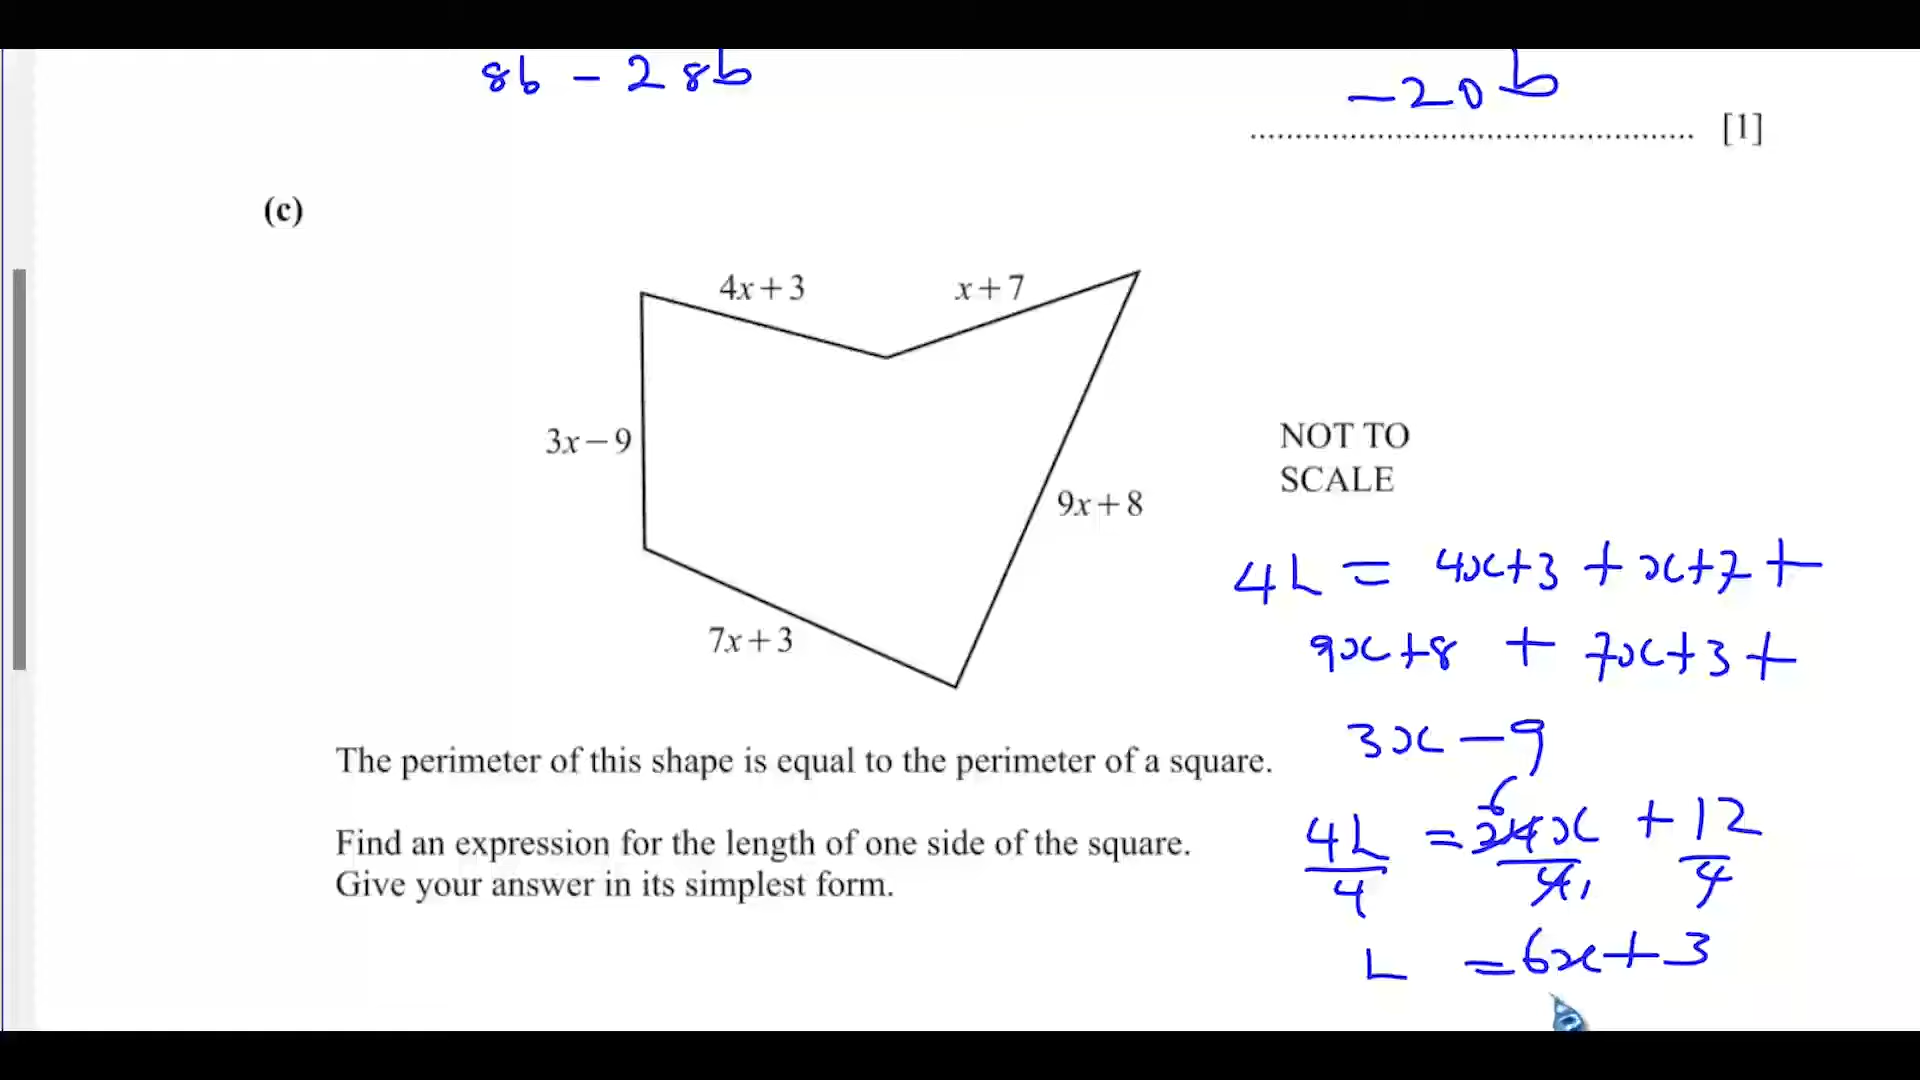 8b - 28b
-20b
[1]
(c)
4x+3
x+7
3x-9
9x+8
7x+3
NOT TO
SCALE
4L = 4x+3 + x+7 +
9x+8 + 7x+3 +
3x-9
The perimeter of this shape is equal to the perimeter of a square.
Find an expression for the length of one side of the square.
Give your answer in its simplest form.
6
4L = 24x + 12
4 4 1 4
L = 6x+3